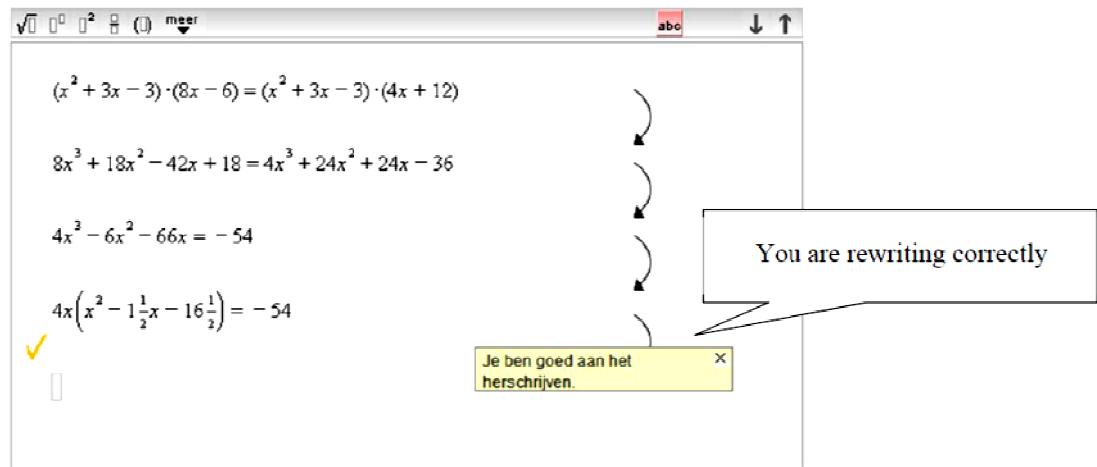 √▯ ▯▯ ▯² ▯/▯ (▯) meer abc ↓ ↑
(x² + 3x − 3)·(8x − 6) = (x² + 3x − 3)·(4x + 12)
8x³ + 18x² − 42x + 18 = 4x³ + 24x² + 24x − 36
4x³ − 6x² − 66x = − 54
You are rewriting correctly
4x(x² − 1½x − 16½) = − 54
Je ben goed aan het
herschrijven.